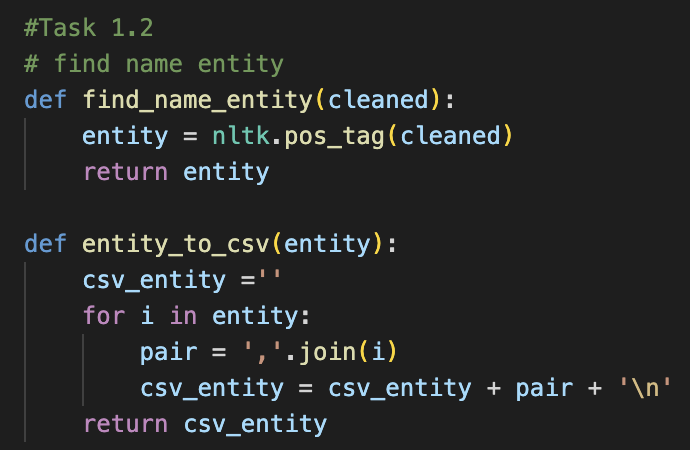 #Task 1.2
# find name entity
def find_name_entity(cleaned):
    entity = nltk.pos_tag(cleaned)
    return entity

def entity_to_csv(entity):
    csv_entity =''
    for i in entity:
        pair = ','.join(i)
        csv_entity = csv_entity + pair + '\n'
    return csv_entity